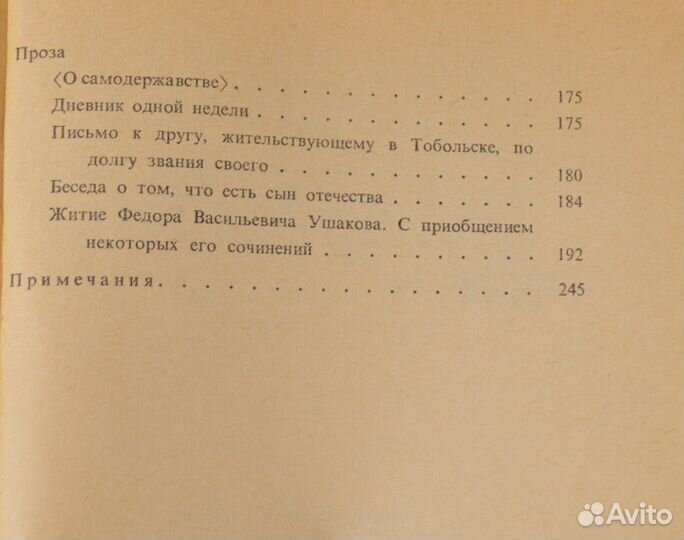 Проза
〈О самодержавстве〉. . . . . . . . . . . . . . 175
Дневник одной недели . . . . . . . . . . . . . 175
Письмо к другу, жительствующему в Тобольске, по
долгу звания своего . . . . . . . . . . . . 180
Беседа о том, что есть сын отечества . . . . . . . 184
Житие Федора Васильевича Ушакова. С приобщением
некоторых его сочинений . . . . . . . . . . 192
Примечания. . . . . . . . . . . . . . . . . . 245
Avito